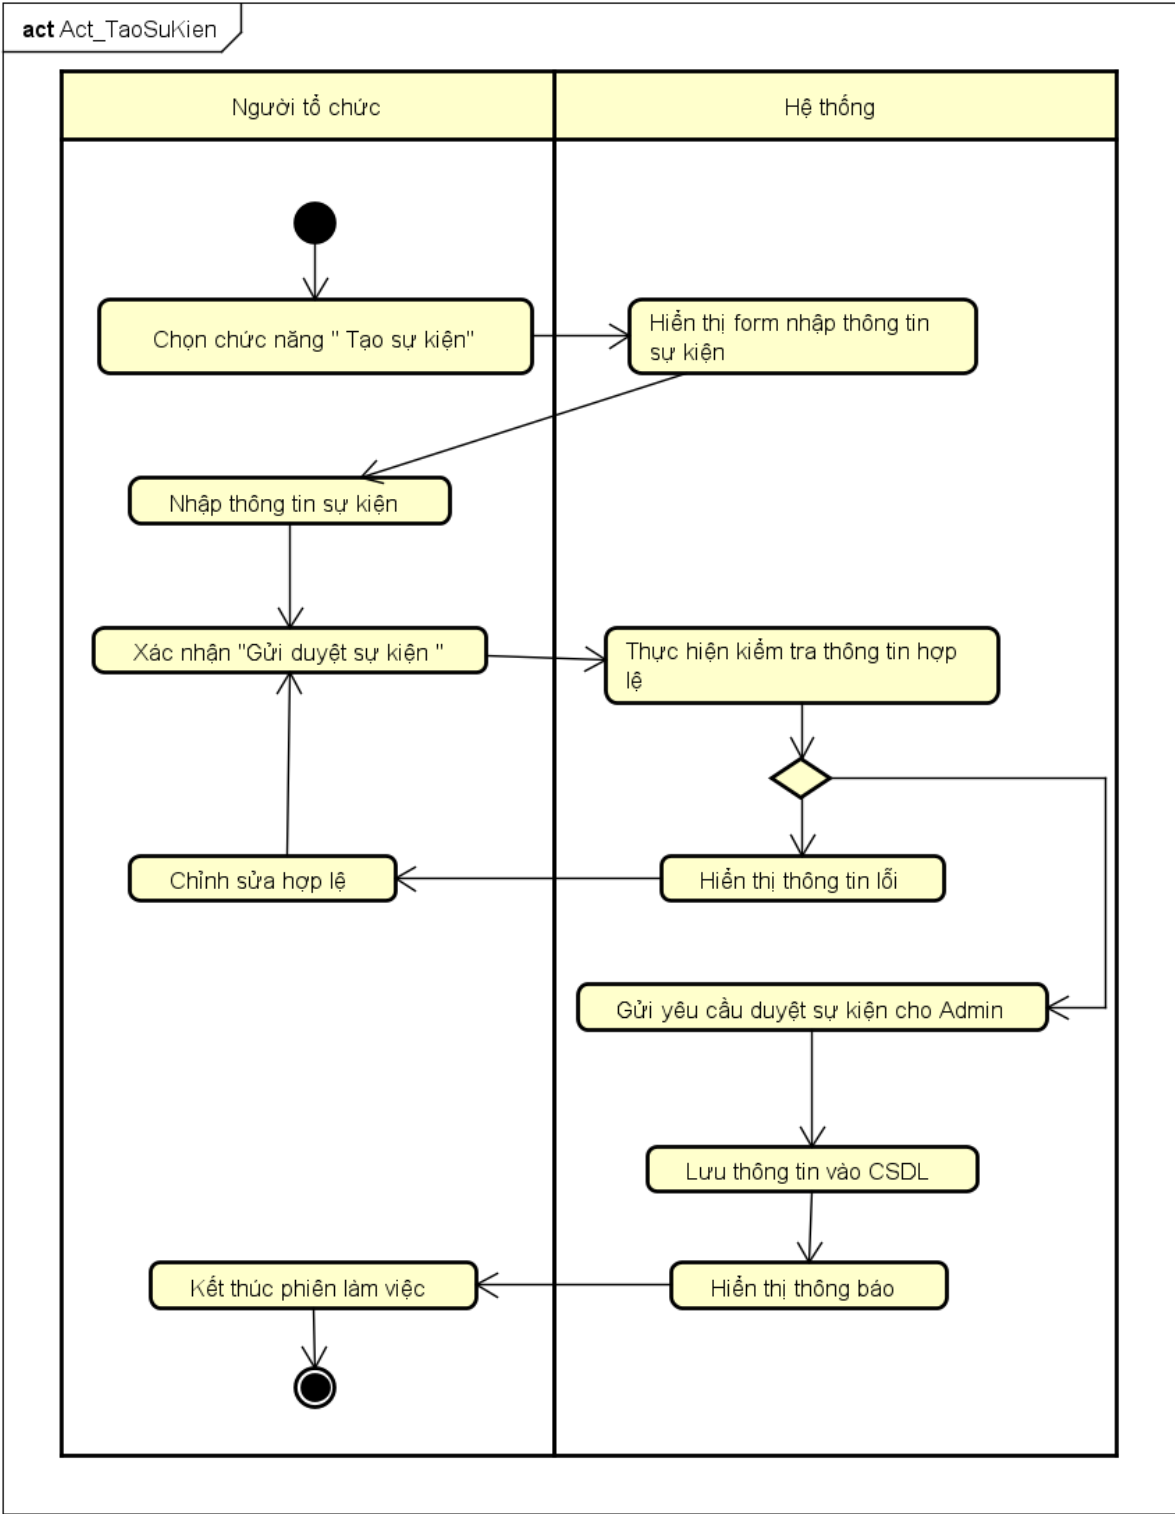 act Act_TaoSuKien
Người tổ chức
Hệ thống
Chọn chức năng " Tạo sự kiện"
Hiển thị form nhập thông tin
sự kiện
Nhập thông tin sự kiện
Xác nhận "Gửi duyệt sự kiện "
Thực hiện kiểm tra thông tin hợp
lệ
Chỉnh sửa hợp lệ
Hiển thị thông tin lỗi
Gửi yêu cầu duyệt sự kiện cho Admin
Lưu thông tin vào CSDL
Kết thúc phiên làm việc
Hiển thị thông báo